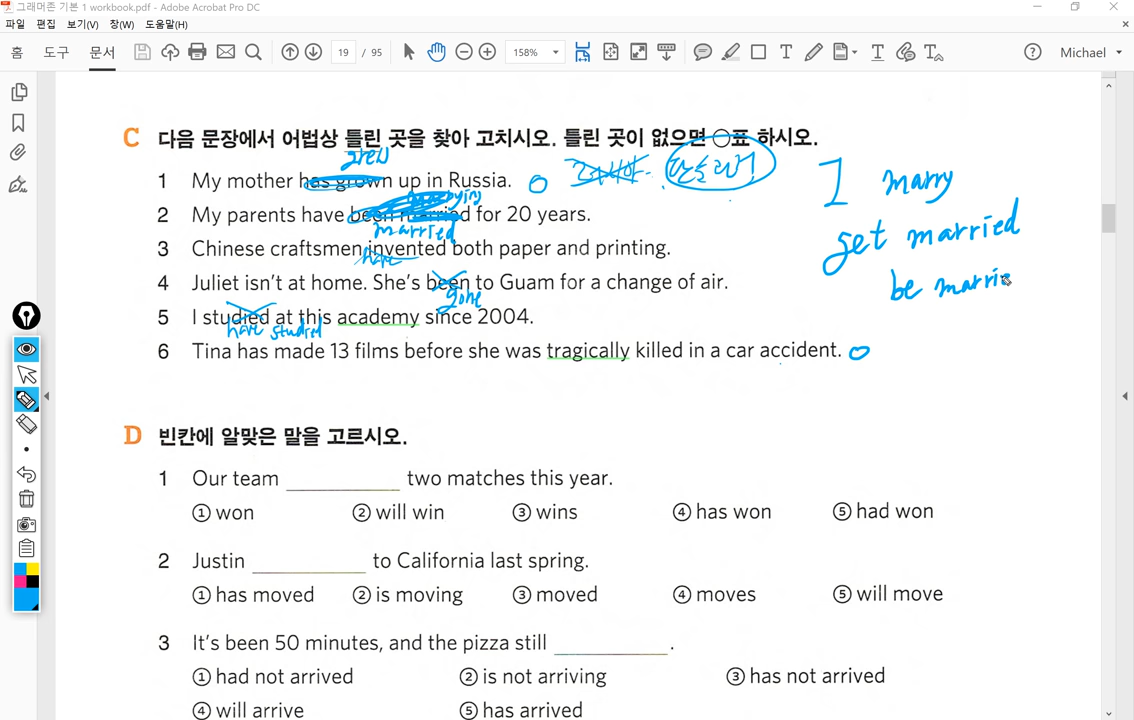 그래머존 기본 1 workbook.pdf - Adobe Acrobat Pro DC
파일 편집 보기(V) 창(W) 도움말(H)
홈 도구 문서 19 / 95 158% Michael
C 다음 문장에서 어법상 틀린 곳을 찾아 고치시오. 틀린 곳이 없으면 ○표 하시오.
grew
1 My mother has grown up in Russia.
I marry
2 My parents have been married for 20 years.
married
get married
3 Chinese craftsmen invented both paper and printing.
have
be marri
4 Juliet isn't at home. She's been to Guam for a change of air.
gone
5 I studied at this academy since 2004.
have studied
6 Tina has made 13 films before she was tragically killed in a car accident.
D 빈칸에 알맞은 말을 고르시오.
1 Our team ________ two matches this year.
① won ② will win ③ wins ④ has won ⑤ had won
2 Justin ________ to California last spring.
① has moved ② is moving ③ moved ④ moves ⑤ will move
3 It's been 50 minutes, and the pizza still ________.
① had not arrived ② is not arriving ③ has not arrived
④ will arrive ⑤ has arrived